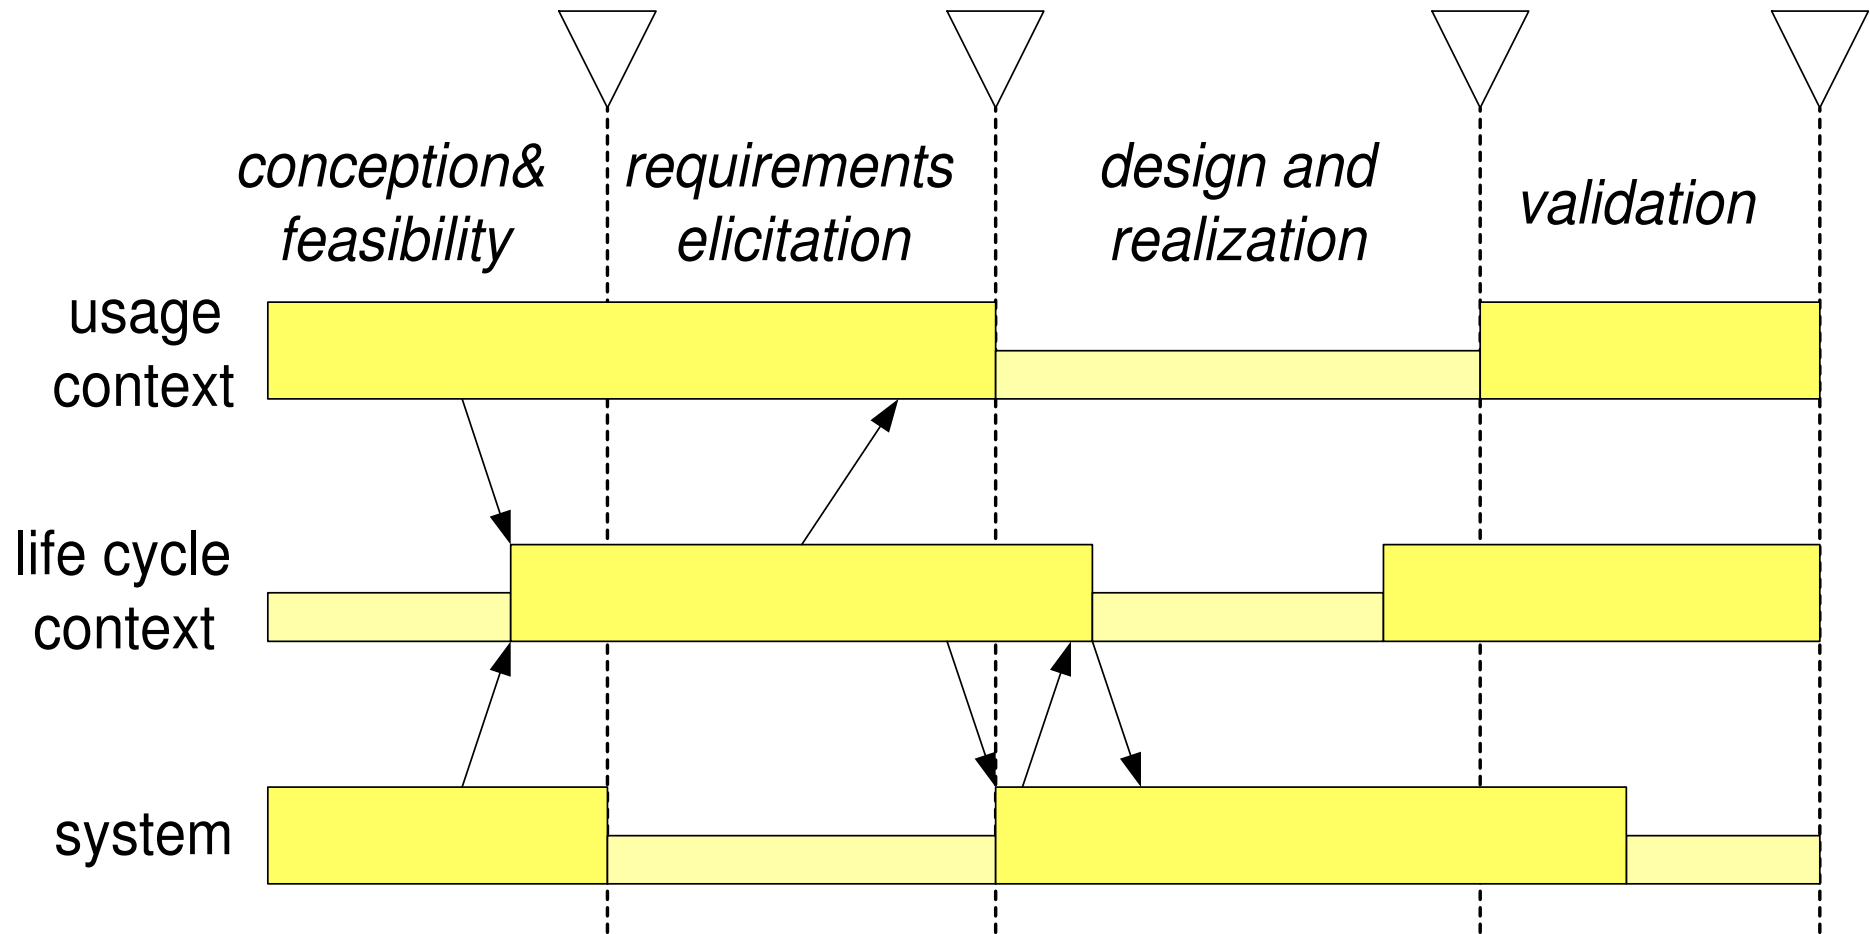 conception&
feasibility
requirements
elicitation
design and
realization
validation
usage
context
life cycle
context
system